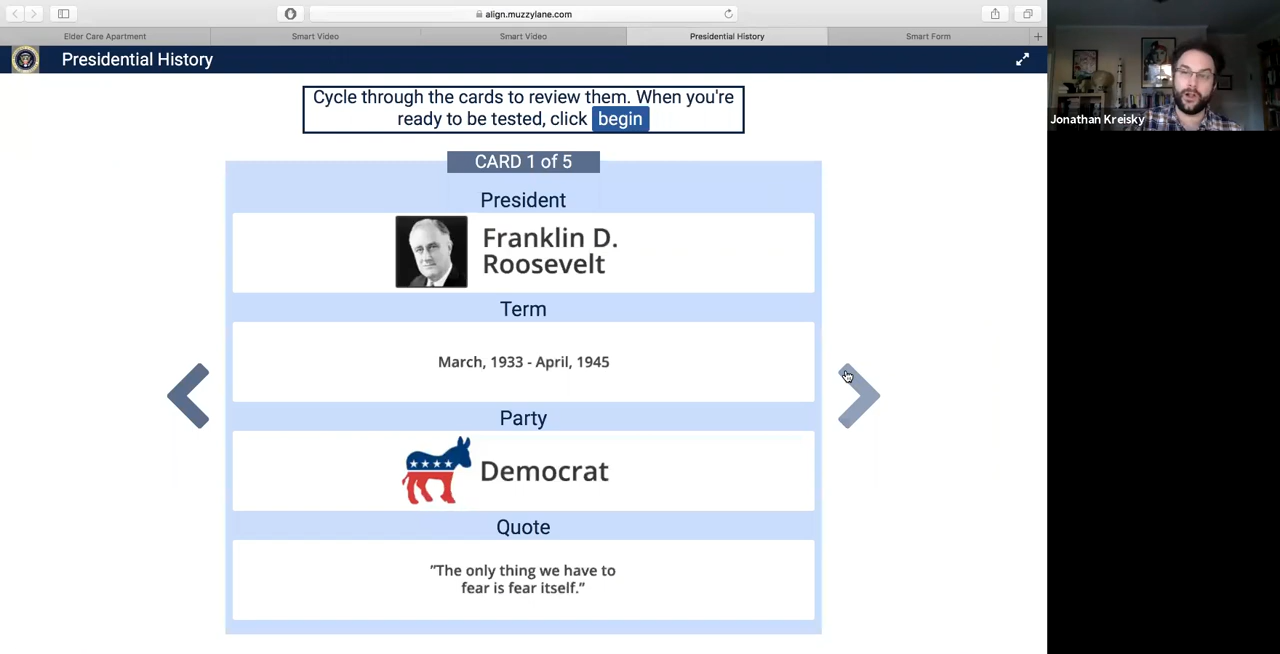 align.muzzylane.com
Elder Care Apartment
Smart Video
Smart Video
Presidential History
Smart Form
Presidential History
Cycle through the cards to review them. When you're
ready to be tested, click begin
CARD 1 of 5
President
Franklin D.
Roosevelt
Term
March, 1933 - April, 1945
Party
Democrat
Quote
"The only thing we have to
fear is fear itself."
Jonathan Kreisky